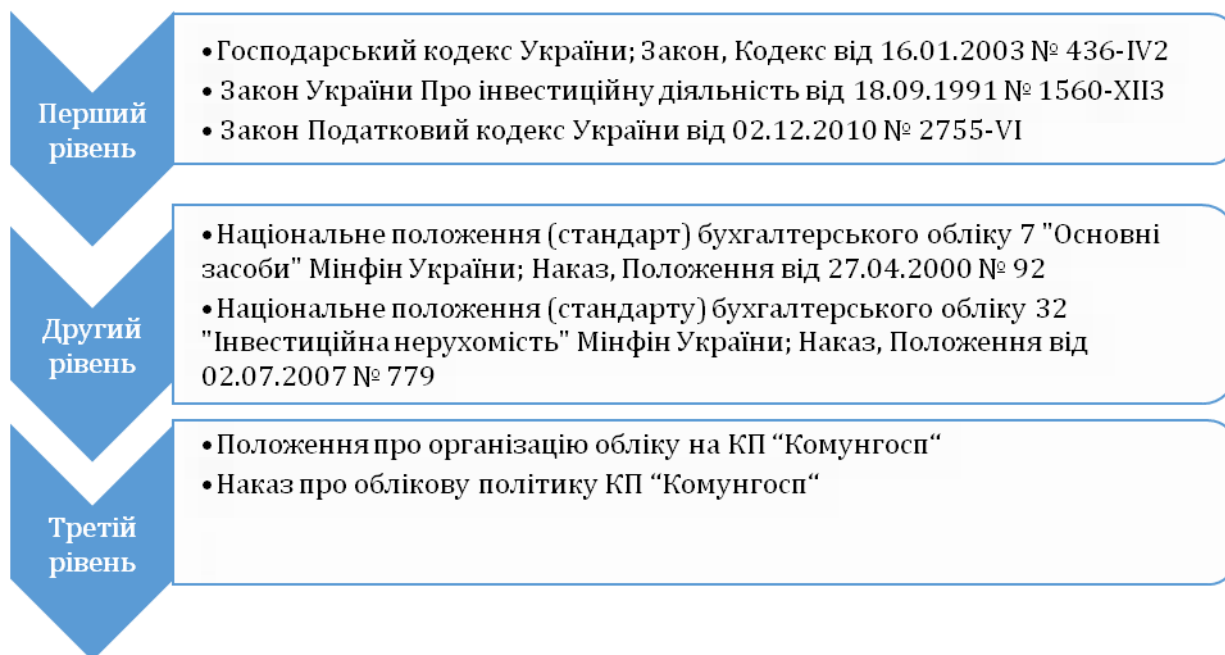 Перший
рівень
•Господарський кодекс України; Закон, Кодекс від 16.01.2003 № 436-IV2
• Закон України Про інвестиційну діяльність від 18.09.1991 № 1560-XII3
• Закон Податковий кодекс України від 02.12.2010 № 2755-VI
Другий
рівень
•Національне положення (стандарт) бухгалтерського обліку 7 "Основні
засоби" Мінфін України; Наказ, Положення від 27.04.2000 № 92
•Національне положення (стандарту) бухгалтерського обліку 32
"Інвестиційна нерухомість" Мінфін України; Наказ, Положення від
02.07.2007 № 779
Третій
рівень
•Положення про організацію обліку на КП “Комунгосп“
•Наказ про облікову політику КП “Комунгосп“